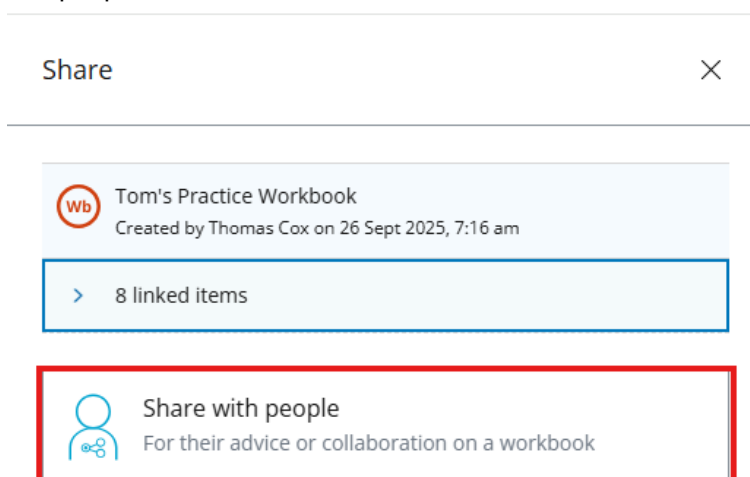 Share
Wb
Tom's Practice Workbook
Created by Thomas Cox on 26 Sept 2025, 7:16 am
8 linked items
Share with people
For their advice or collaboration on a workbook